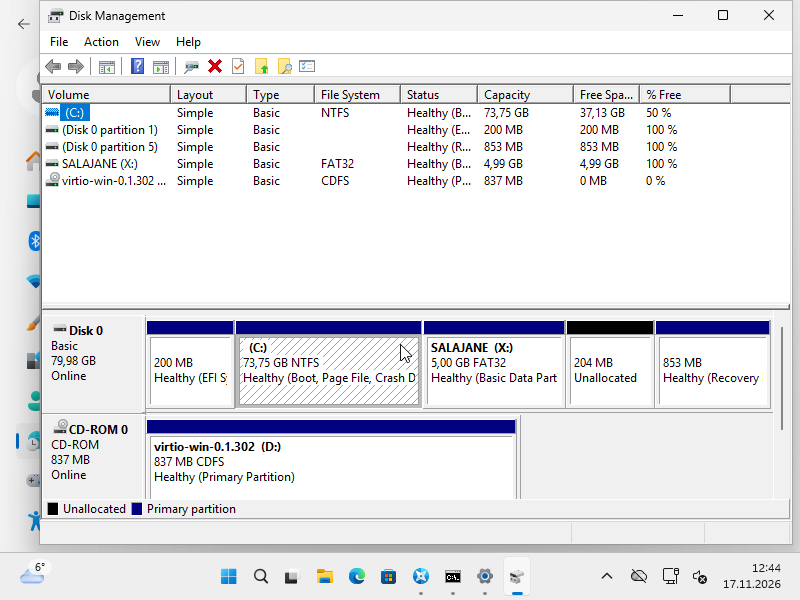 Disk Management
File Action View Help
Volume Layout Type File System Status Capacity Free Spa... % Free
(C:) Simple Basic NTFS Healthy (B... 73,75 GB 37,13 GB 50 %
(Disk 0 partition 1) Simple Basic Healthy (E... 200 MB 200 MB 100 %
(Disk 0 partition 5) Simple Basic Healthy (R... 853 MB 853 MB 100 %
SALAJANE (X:) Simple Basic FAT32 Healthy (B... 4,99 GB 4,99 GB 100 %
virtio-win-0.1.302 ... Simple Basic CDFS Healthy (P... 837 MB 0 MB 0 %
Disk 0
Basic
79,98 GB
Online
200 MB
Healthy (EFI S
(C:)
73,75 GB NTFS
Healthy (Boot, Page File, Crash D
SALAJANE (X:)
5,00 GB FAT32
Healthy (Basic Data Part
204 MB
Unallocated
853 MB
Healthy (Recovery
CD-ROM 0
CD-ROM
837 MB
Online
virtio-win-0.1.302 (D:)
837 MB CDFS
Healthy (Primary Partition)
Unallocated Primary partition
6°
12:44
17.11.2026